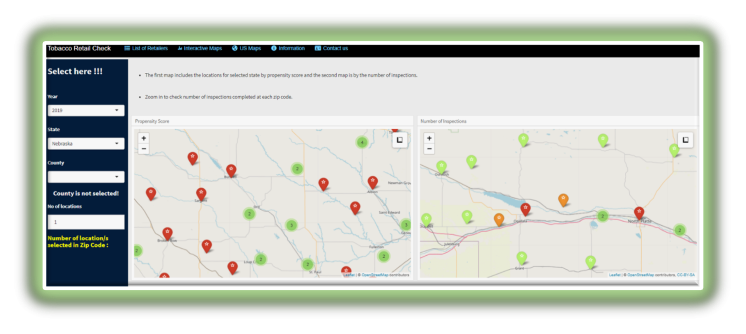 Tobacco Retail Check
List of Retailers
Interactive Maps
US Maps
Information
Contact us
Select here !!!
Year
2019
State
Nebraska
County
County is not selected!
No of locations
1
Number of location/s
selected in Zip Code :
The first map includes the locations for selected state by propensity score and the second map is by the number of inspections.
Zoom in to check number of inspections completed at each zip code.
Propensity Score
+
−
Leaflet | © OpenStreetMap contributors
Number of Inspections
+
−
Leaflet | © OpenStreetMap contributors, CC-BY-SA